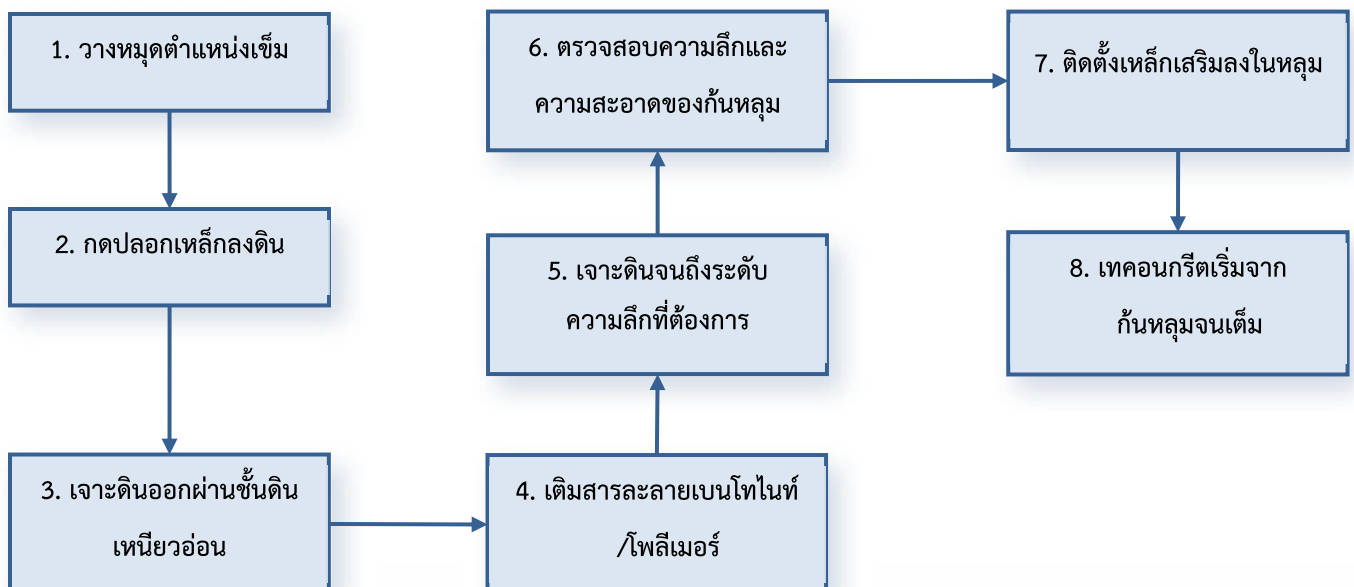 1. วางหมุดตำแหน่งเข็ม
2. กดปลอกเหล็กลงดิน
3. เจาะดินออกผ่านชั้นดิน
เหนียวอ่อน
4. เติมสารละลายเบนโทไนท์
/โพลีเมอร์
5. เจาะดินจนถึงระดับ
ความลึกที่ต้องการ
6. ตรวจสอบความลึกและ
ความสะอาดของก้นหลุม
7. ติดตั้งเหล็กเสริมลงในหลุม
8. เทคอนกรีตเริ่มจาก
ก้นหลุมจนเต็ม